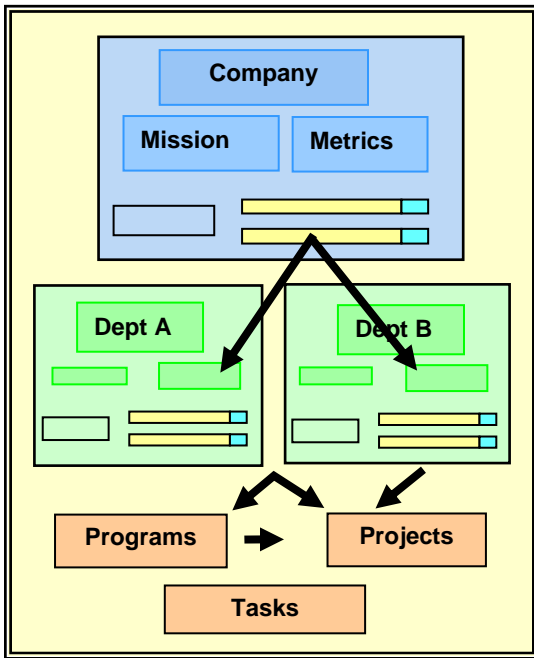 Company
Mission
Metrics
Dept A
Dept B
Programs
Projects
Tasks